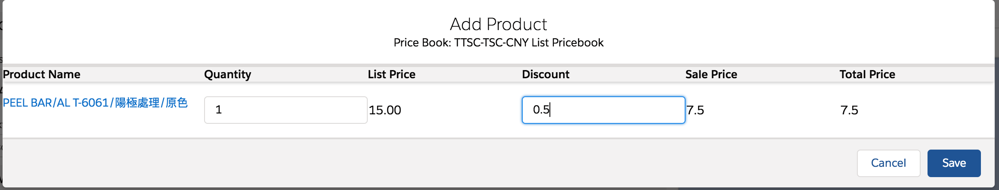 Add Product
Price Book: TTSC-TSC-CNY List Pricebook
Product Name Quantity List Price Discount Sale Price Total Price
PEEL BAR/AL T-6061/陽極處理/原色 1 15.00 0.5 7.5 7.5
Cancel Save